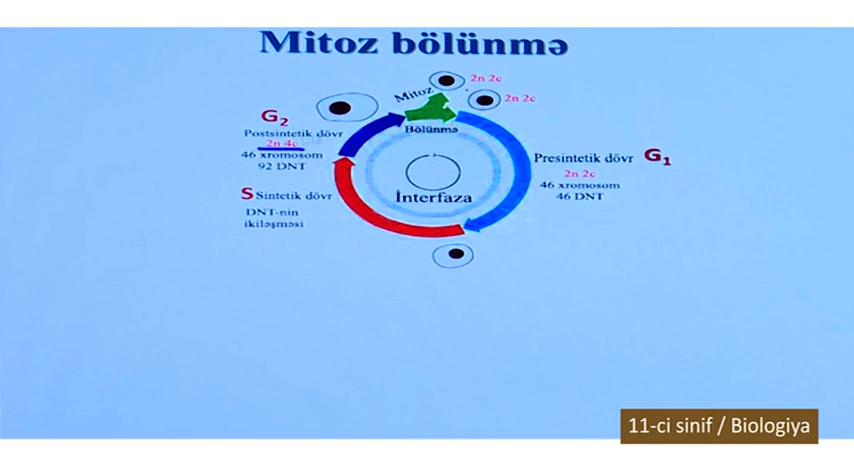 Mitoz bölünmə
Mitoz
2n 2c
2n 2c
Bölünmə
G₂
Postsintetik dövr
2n 4c
46 xromosom
92 DNT
Presintetik dövr G₁
2n 2c
46 xromosom
46 DNT
S Sintetik dövr
DNT-nin
ikiləşməsi
İnterfaza
11-ci sinif / Biologiya